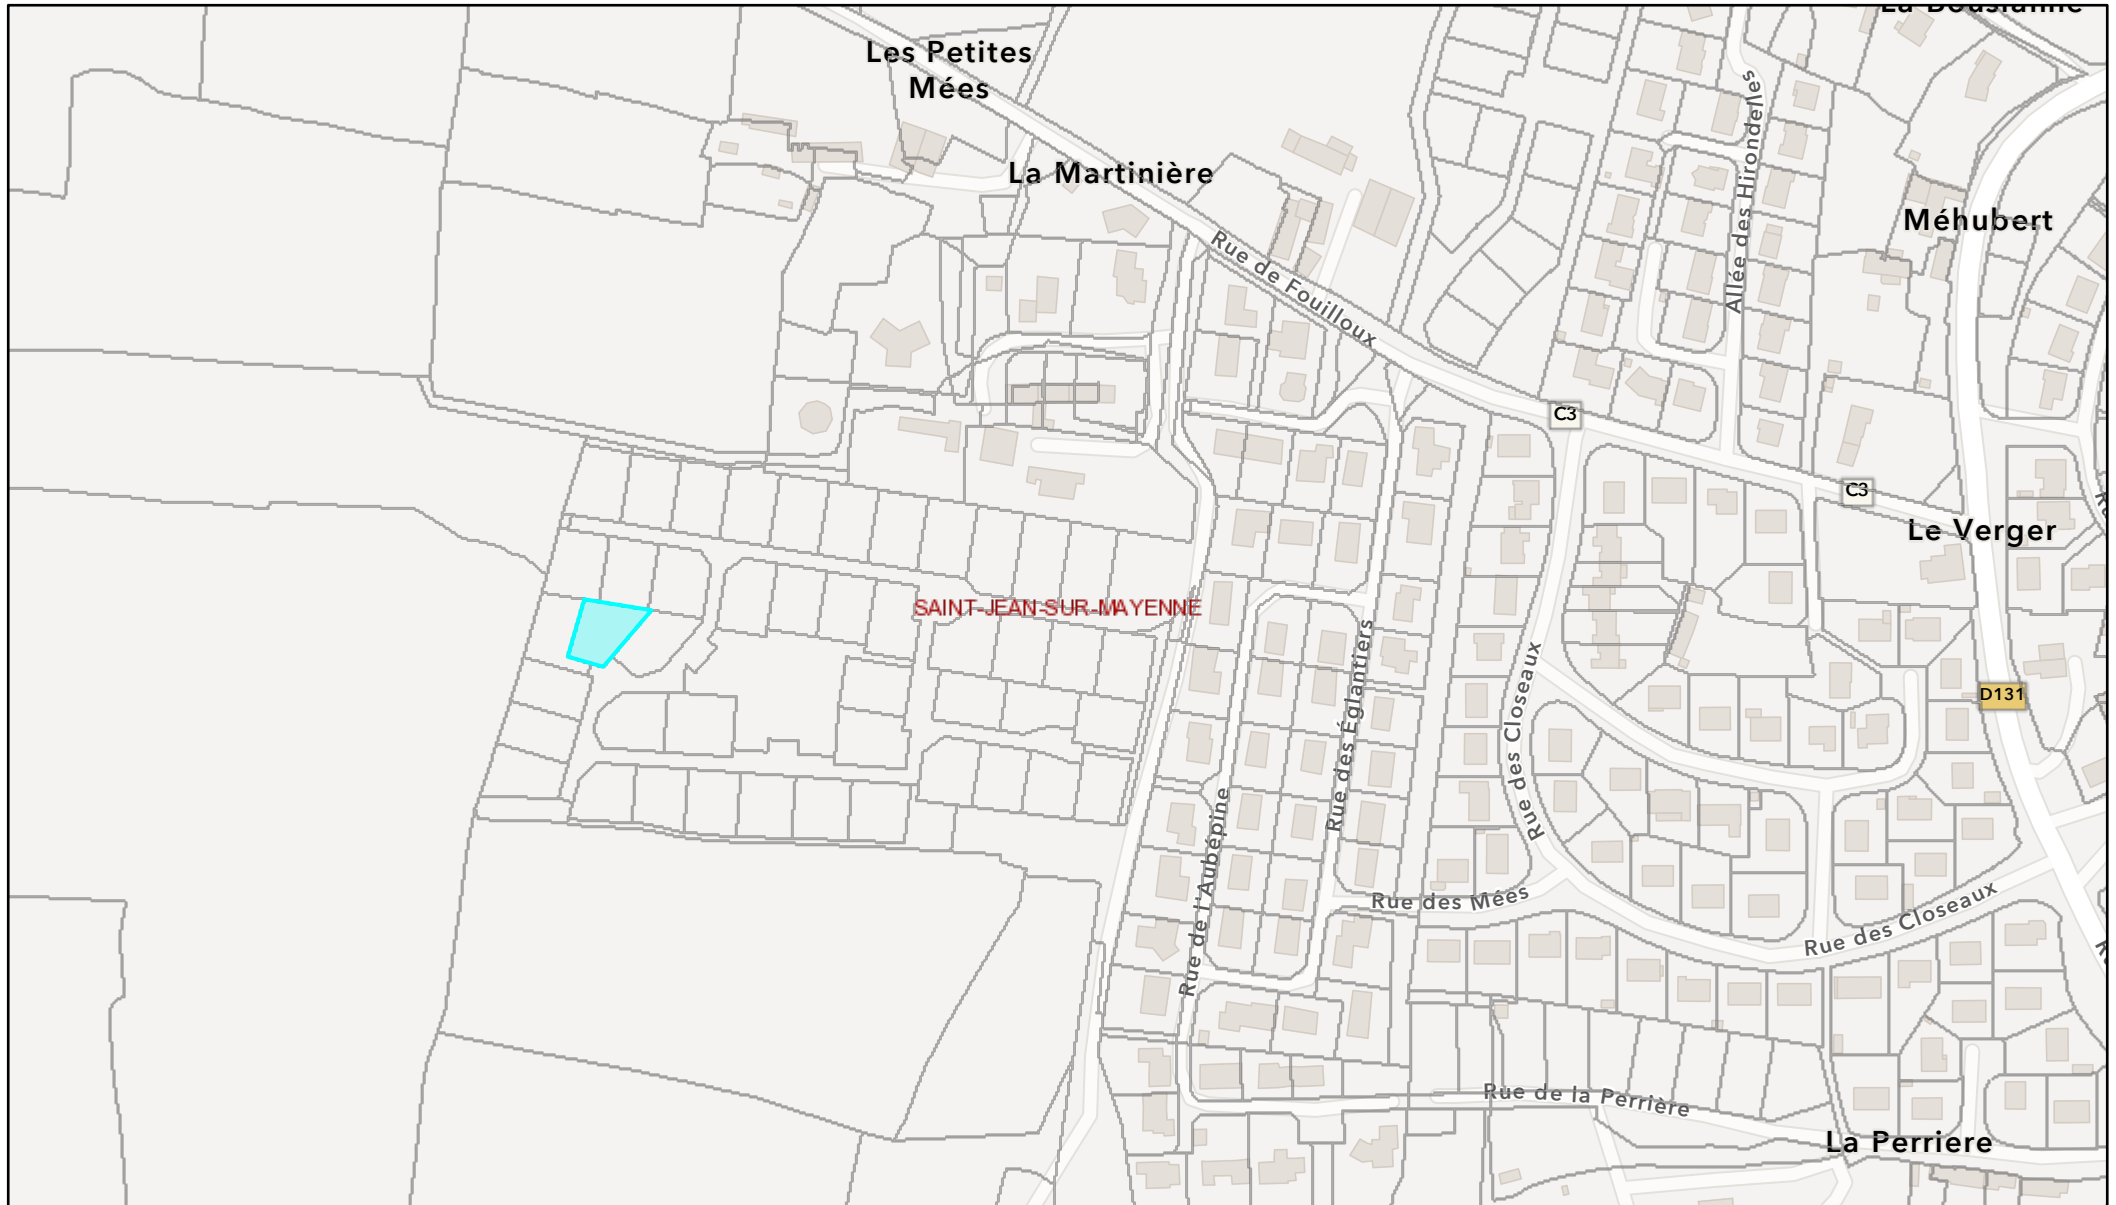 Les Petites
Mées
La Martinière
Rue de Fouilloux
Allée des Hirondelles
Méhubert
C3
C3
Le Verger
SAINT-JEAN-SUR-MAYENNE
D131
Rue des Églantiers
Rue des Closeaux
Rue de l'Aubépine
Rue des Mées
Rue des Closeaux
Rue de la Perrière
La Perriere